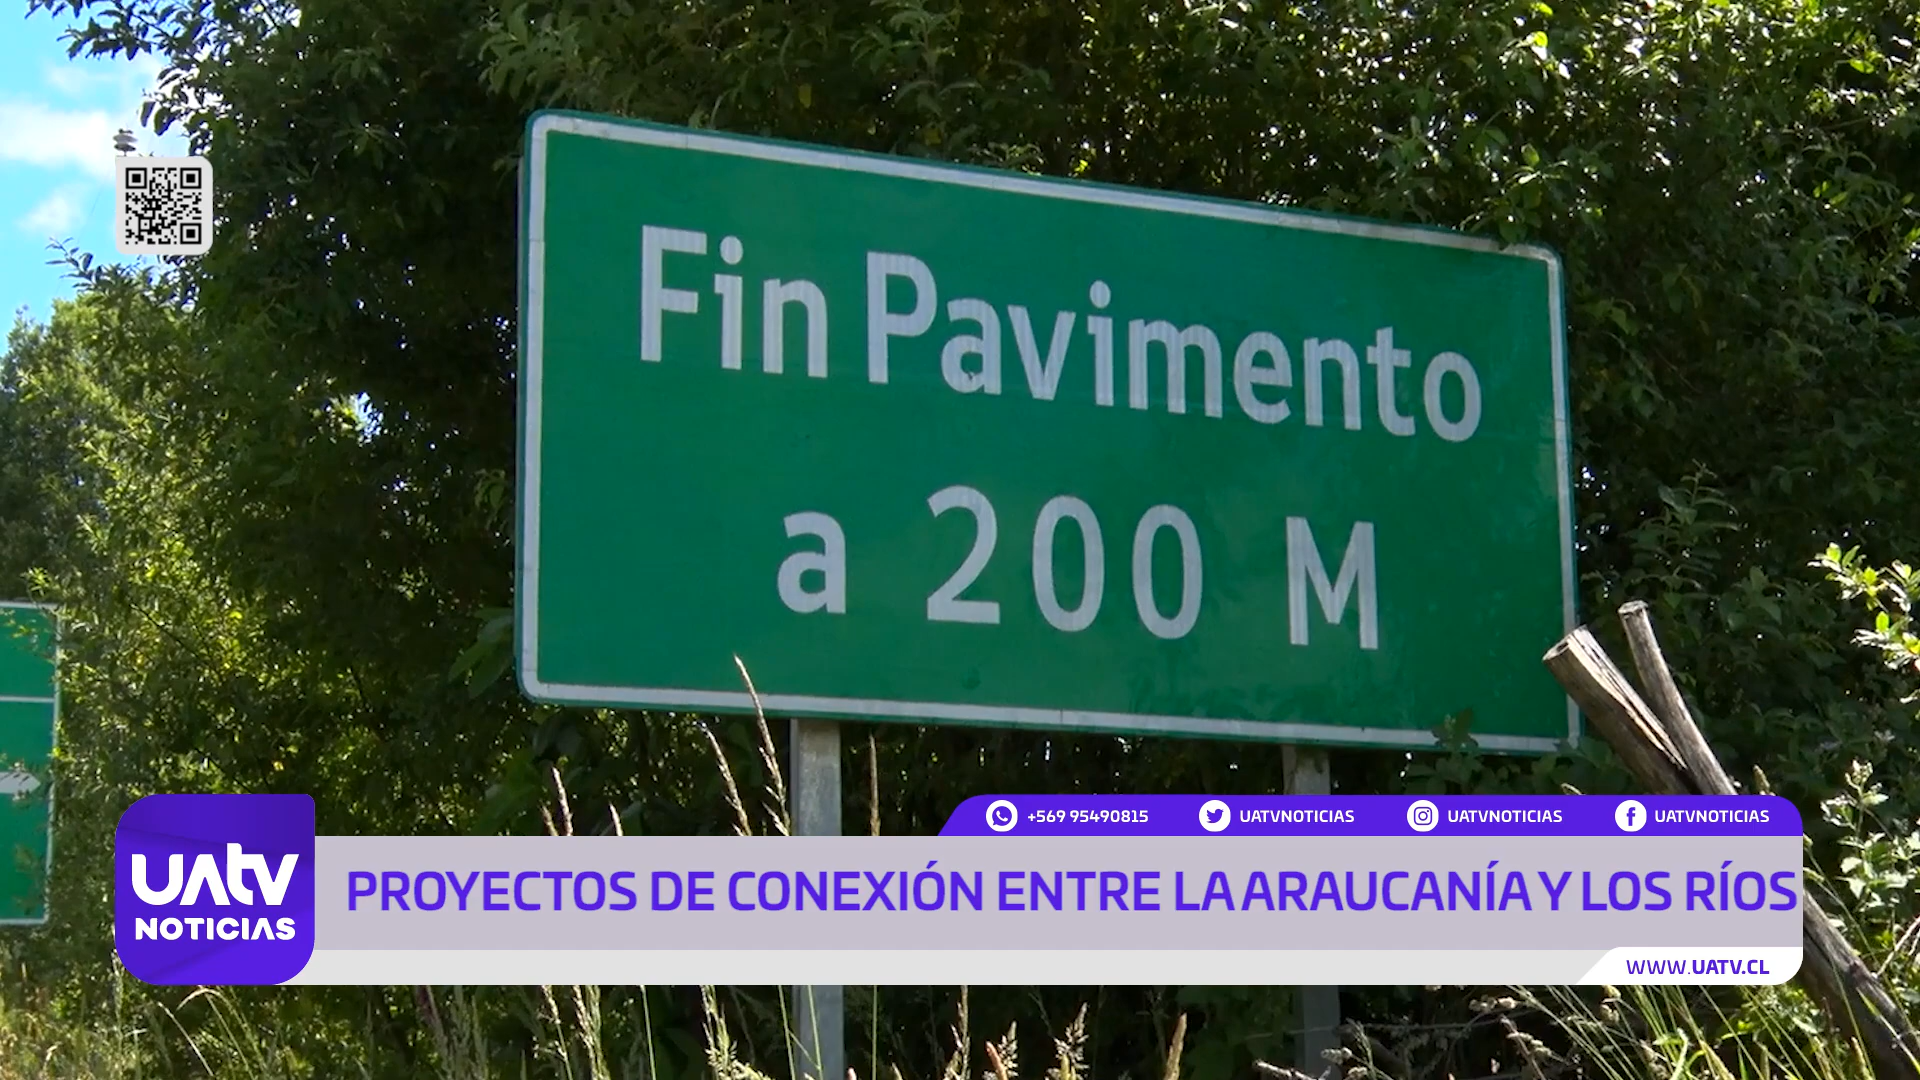 Fin Pavimento
a 200 M
+569 95490815 UATVNOTICIAS UATVNOTICIAS UATVNOTICIAS
UATV
NOTICIAS
PROYECTOS DE CONEXIÓN ENTRE LA ARAUCANÍA Y LOS RÍOS
WWW.UATV.CL